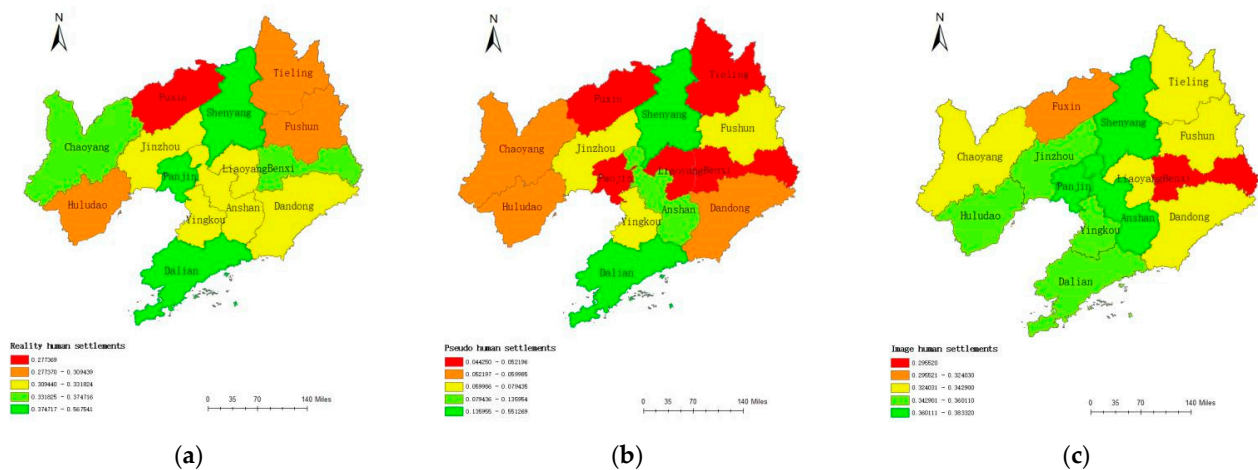 N
Tieling
Fuxin
Shenyang
Fushun
Chaoyang
Jinzhou
LiaoyangBenxi
Panjin
Huludao
Anshan
Dandong
Yingkou
Dalian
Reality human settlements
0.277369
0.277370 - 0.309439
0.309440 - 0.331824
0.331825 - 0.374716
0.374717 - 0.567541
0 35 70 140 Miles
(a)
N
Tieling
Fuxin
Shenyang
Fushun
Chaoyang
Jinzhou
LiaoyangBenxi
Panjin
Huludao
Anshan
Dandong
Yingkou
Dalian
Pseudo human settlements
0.044250 - 0.052196
0.052197 - 0.059985
0.059986 - 0.079435
0.079436 - 0.135954
0.135955 - 0.551269
0 35 70 140 Miles
(b)
N
Tieling
Fuxin
Shenyang
Fushun
Chaoyang
Jinzhou
LiaoyangBenxi
Panjin
Huludao
Anshan
Dandong
Yingkou
Dalian
Image human settlements
0.295520
0.295521 - 0.324030
0.324031 - 0.342900
0.342901 - 0.360110
0.360111 - 0.383320
0 35 70 140 Miles
(c)